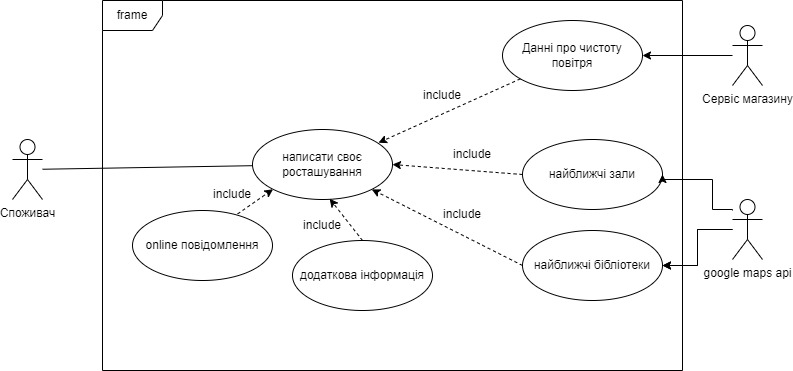 frame
Данні про чистоту
повітря
Сервіс магазину
include
написати своє
росташування
include
найближчі зали
Споживач
include
include
include
online повідомлення
додаткова інформація
найближчі бібліотеки
google maps api